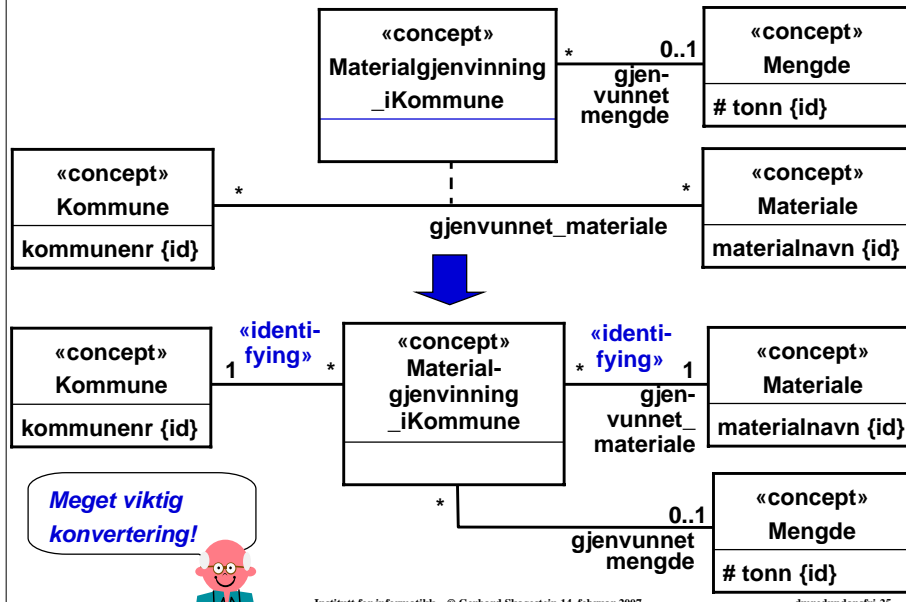 «concept»
Materialgjenvinning
_iKommune
* 0..1
gjen-
vunnet
mengde
«concept»
Mengde
# tonn {id}
«concept»
Kommune
kommunenr {id}
* *
gjenvunnet_materiale
«concept»
Materiale
materialnavn {id}
«concept»
Kommune
kommunenr {id}
«identi-
fying»
1 *
«concept»
Material-
gjenvinning
_iKommune
«identi-
fying»
* 1
gjen-
vunnet_
materiale
«concept»
Materiale
materialnavn {id}
* 0..1
gjenvunnet
mengde
«concept»
Mengde
# tonn {id}
Meget viktig
konvertering!